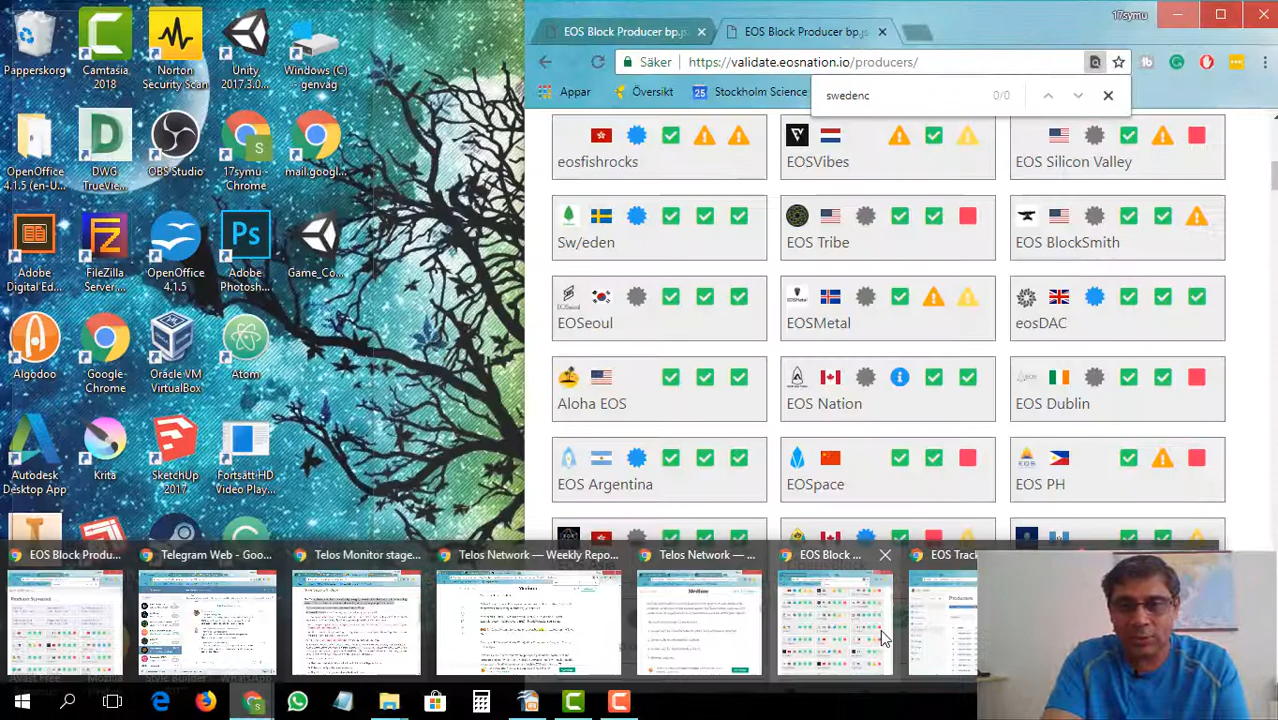 Papperskorg
Camtasia
2018
Norton
Security Scan
Unity
2017.3.0...
Windows (C)
- genväg
OpenOffice
4.1.5 (en-U...
DWG
TrueVie...
OBS Studio
17symu -
Chrome
mail.googl...
Adobe
Digital Ed...
FileZilla
Server...
OpenOffice
4.1.5
Adobe
Photosh...
Game_Co...
Algodoo
Google
Chrome
Oracle VM
VirtualBox
Atom
Autodesk
Desktop App
Krita
SketchUp
2017
Fortsätt HD
Video Play...
17symu
EOS Block Producer bp.js
EOS Block Producer bp.js
Säker
https://validate.eosnation.io/producers/
Appar
Översikt
25
Stockholm Science
swedenc
0/0
eosfishrocks
EOSVibes
EOS Silicon Valley
Sw/eden
EOS Tribe
EOS BlockSmith
EOSeoul
EOSMetal
eosDAC
Aloha EOS
EOS Nation
EOS Dublin
EOS Argentina
EOSpace
EOS PH
EOS Block Produ...
Telegram Web - Goo...
Telos Monitor stage...
Telos Network — Weekly Repo...
Telos Network — ...
EOS Block ...
EOS Track